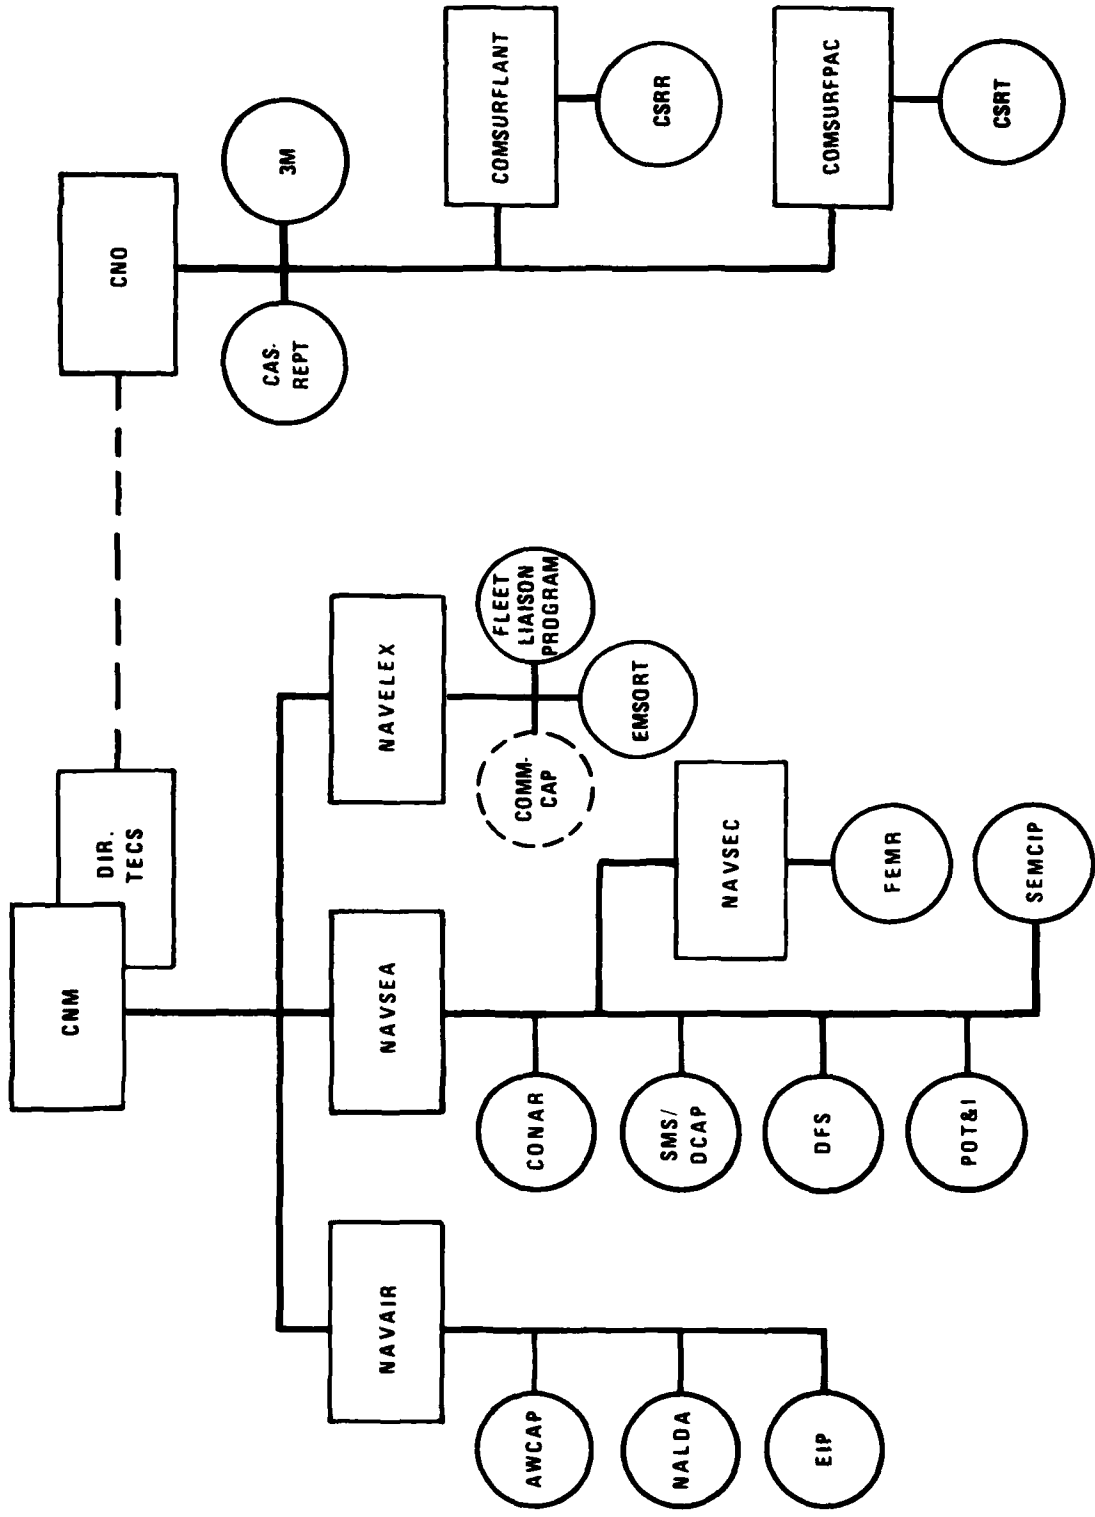 CNM
DIR.
TECS
CNO
CAS-
REPT
3M
NAVAIR
NAVSEA
NAVELEX
COMSURFLANT
CSRR
COMSURFPAC
CSRT
AWCAP
NALDA
EIP
CONAR
SMS/
DCAP
DFS
POT&I
NAVSEC
FEMR
SEMCIP
COMM-
CAP
FLEET
LIAISON
PROGRAM
EMSORT